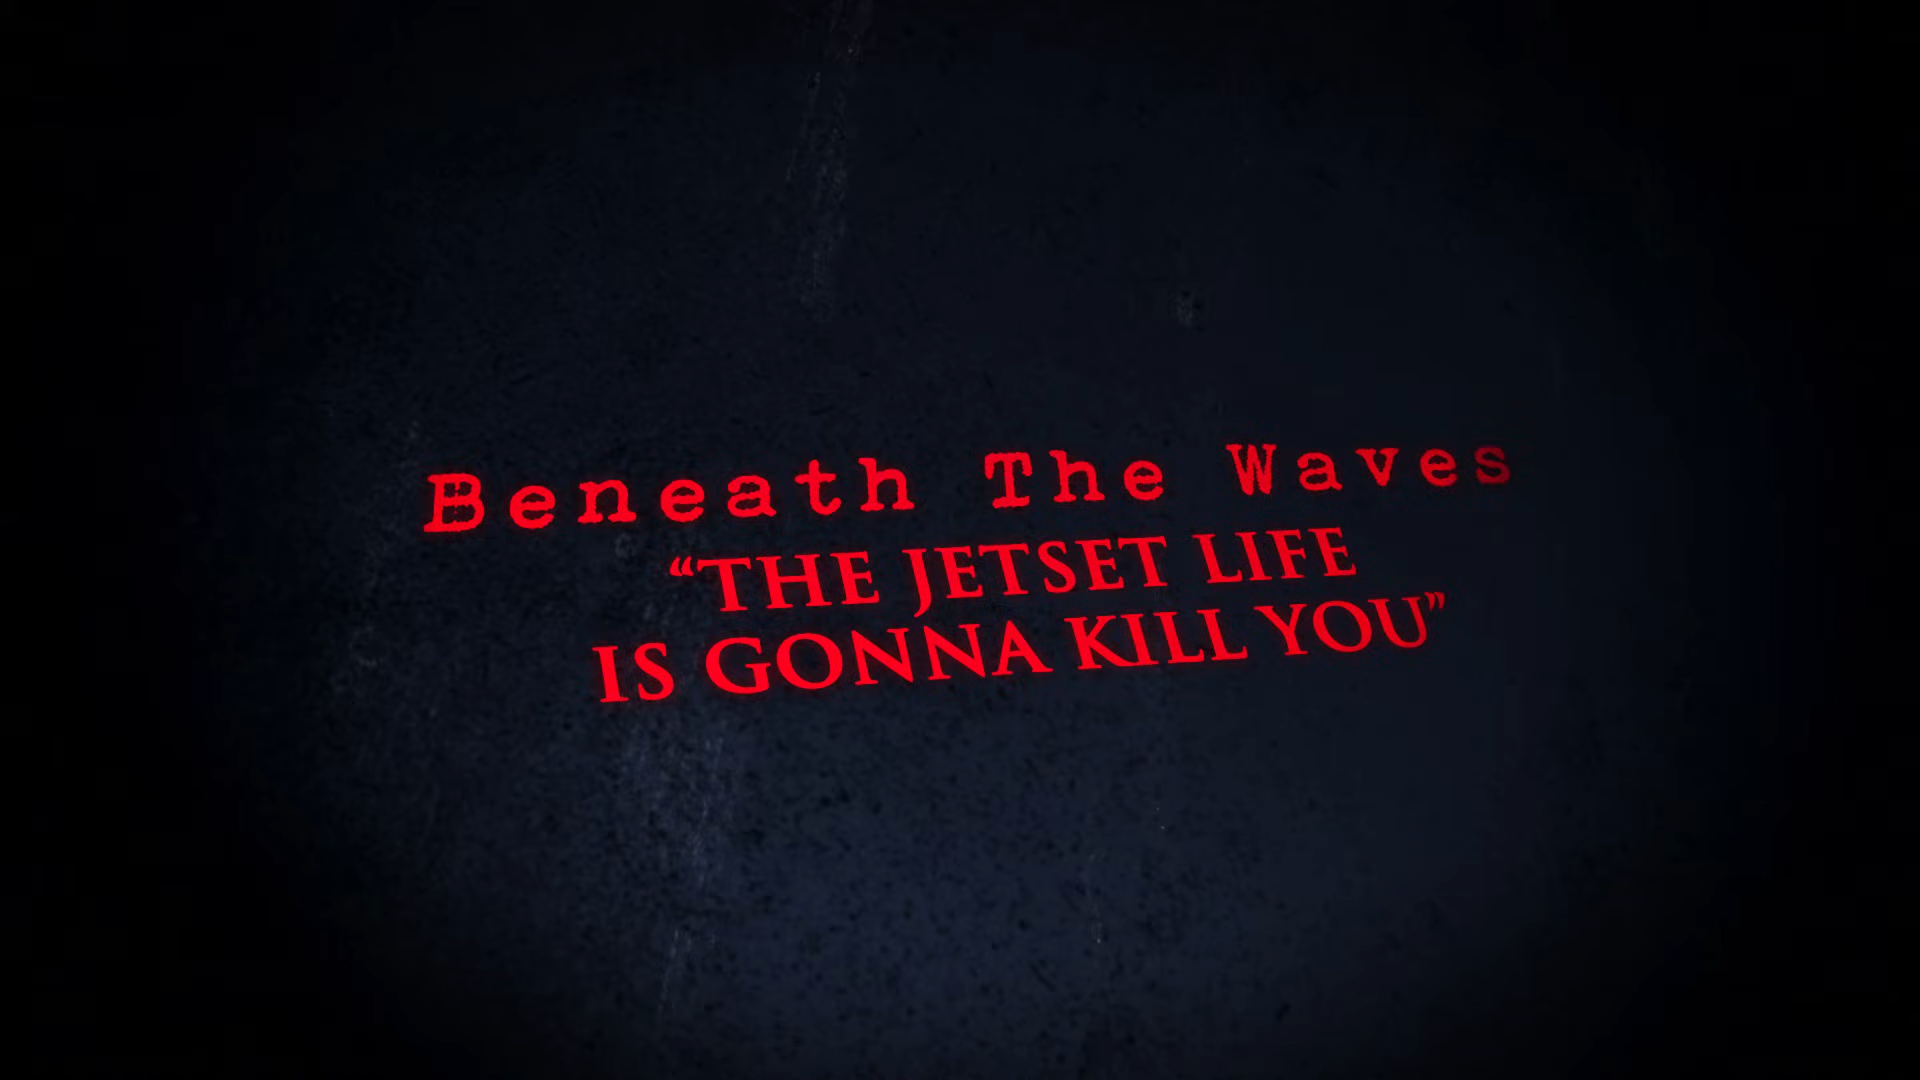 Beneath The Waves
“THE JETSET LIFE
IS GONNA KILL YOU”